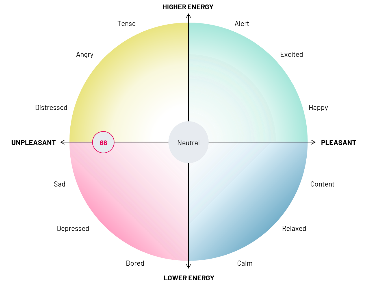 HIGHER ENERGY
Tense
Alert
Angry
Excited
Distressed
Happy
UNPLEASANT
68
Neutral
PLEASANT
Sad
Content
Depressed
Relaxed
Bored
Calm
LOWER ENERGY